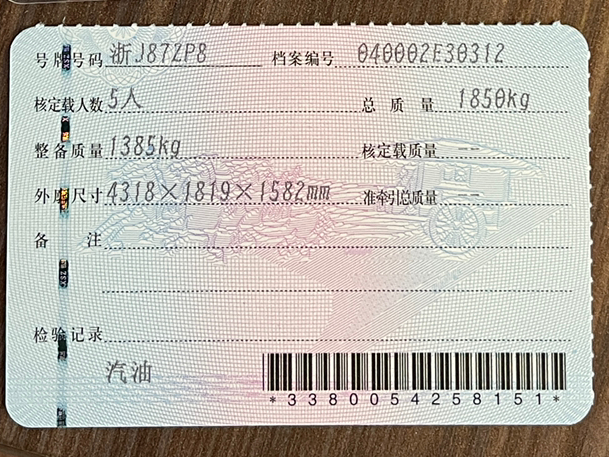 号牌号码 浙J87ZP8 档案编号 040002E30312
核定载人数 5人 总质量 1850kg
整备质量 1385kg 核定载质量 --
外廓尺寸 4318×1819×1582mm 准牵引总质量 --
备注
检验记录
汽油
*3380054258151*